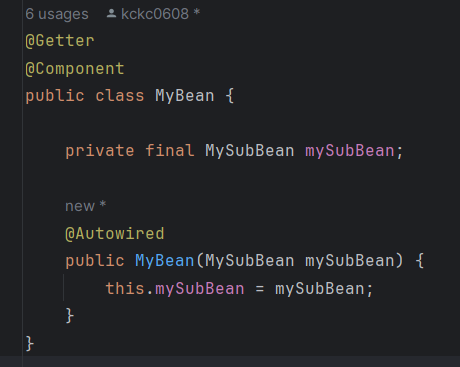 6 usages kckc0608 *
@Getter
@Component
public class MyBean {
private final MySubBean mySubBean;
new *
@Autowired
public MyBean(MySubBean mySubBean) {
this.mySubBean = mySubBean;
}
}